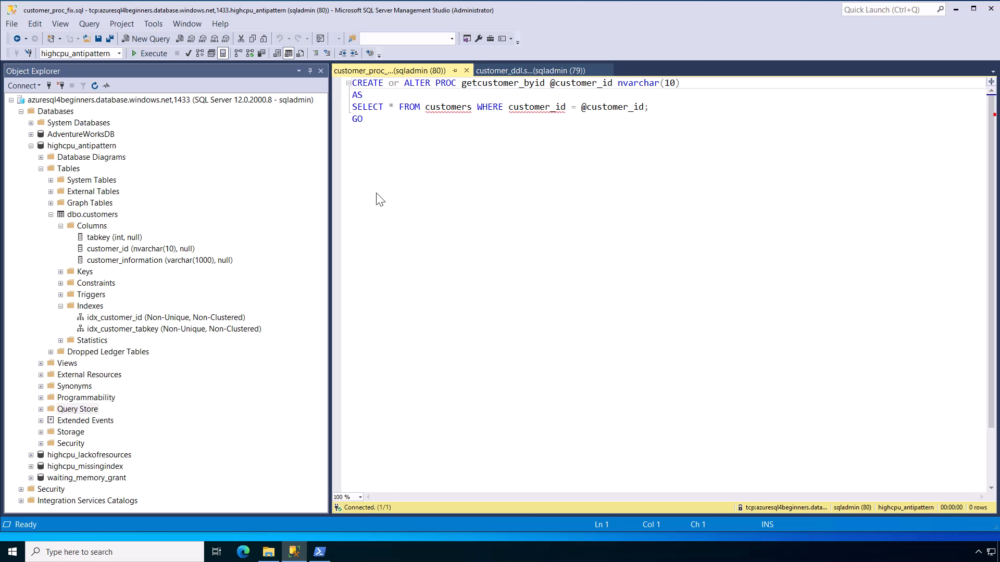 customer_proc_fix.sql - tcp:azuresql4beginners.database.windows.net,1433.highcpu_antipattern (sqladmin (80)) - Microsoft SQL Server Management Studio (Administrator)
Quick Launch (Ctrl+Q)
File Edit View Query Project Tools Window Help
New Query
MDX DMX XMLA DAX
highcpu_antipattern
Execute
Object Explorer
customer_proc_...(sqladmin (80))
customer_ddl.s...(sqladmin (79))
Connect
CREATE or ALTER PROC getcustomer_byid @customer_id nvarchar(10)
AS
SELECT * FROM customers WHERE customer_id = @customer_id;
GO
azuresql4beginners.database.windows.net,1433 (SQL Server 12.0.2000.8 - sqladmin)
Databases
System Databases
AdventureWorksDB
highcpu_antipattern
Database Diagrams
Tables
System Tables
External Tables
Graph Tables
dbo.customers
Columns
tabkey (int, null)
customer_id (nvarchar(10), null)
customer_information (varchar(1000), null)
Keys
Constraints
Triggers
Indexes
idx_customer_id (Non-Unique, Non-Clustered)
idx_customer_tabkey (Non-Unique, Non-Clustered)
Statistics
Dropped Ledger Tables
Views
External Resources
Synonyms
Programmability
Query Store
Extended Events
Storage
Security
highcpu_lackofresources
highcpu_missingindex
waiting_memory_grant
Security
Integration Services Catalogs
100 %
Connected. (1/1)
tcp:azuresql4beginners.data...
sqladmin (80)
highcpu_antipattern
00:00:00
0 rows
Ready
Ln 1
Col 1
Ch 1
INS
Type here to search